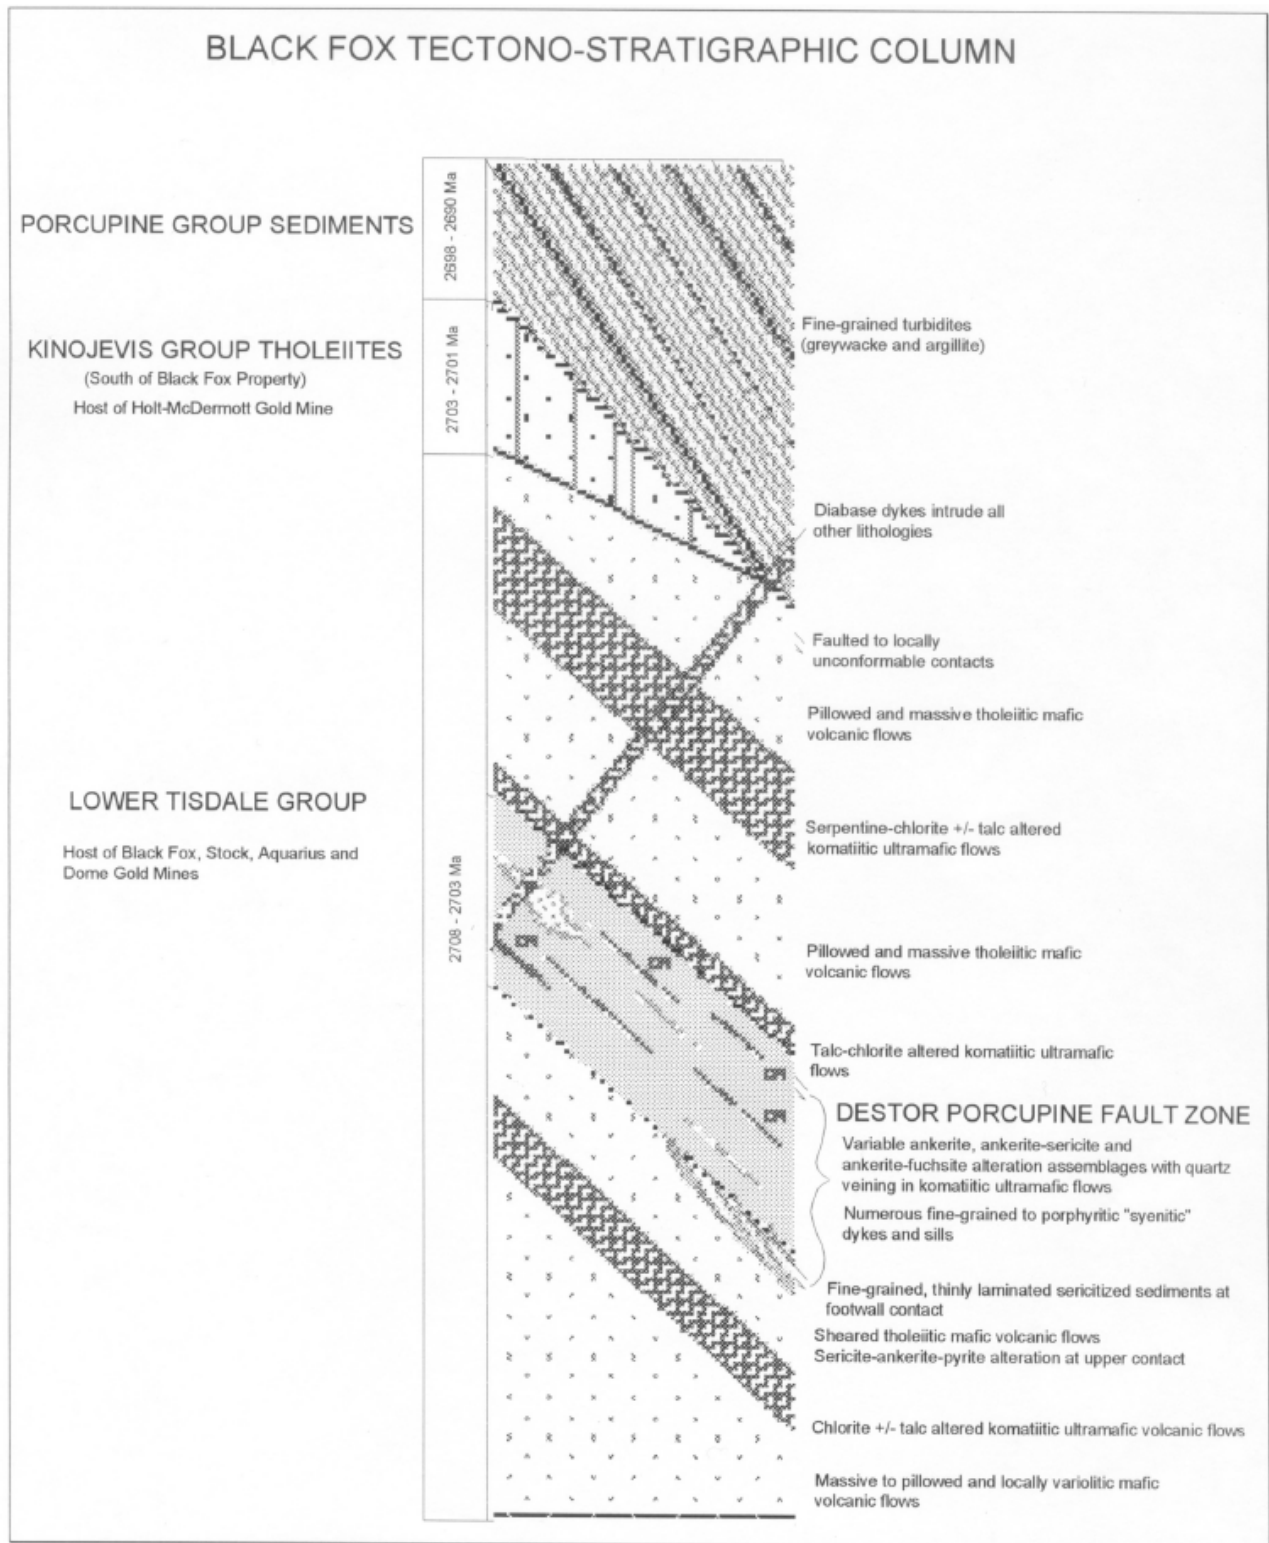 BLACK FOX TECTONO-STRATIGRAPHIC COLUMN
PORCUPINE GROUP SEDIMENTS
2698 - 2690 Ma
KINOJEVIS GROUP THOLEIITES
(South of Black Fox Property)
Host of Holt-McDermott Gold Mine
2703 - 2701 Ma
LOWER TISDALE GROUP
Host of Black Fox, Stock, Aquarius and
Dome Gold Mines
2708 - 2703 Ma
Fine-grained turbidites
(greywacke and argillite)
Diabase dykes intrude all
other lithologies
Faulted to locally
unconformable contacts
Pillowed and massive tholeiitic mafic
volcanic flows
Serpentine-chlorite +/- talc altered
komatiitic ultramafic flows
Pillowed and massive tholeiitic mafic
volcanic flows
Talc-chlorite altered komatiitic ultramafic
flows
DESTOR PORCUPINE FAULT ZONE
Variable ankerite, ankerite-sericite and
ankerite-fuchsite alteration assemblages with quartz
veining in komatiitic ultramafic flows
Numerous fine-grained to porphyritic "syenitic"
dykes and sills
Fine-grained, thinly laminated sericitized sediments at
footwall contact
Sheared tholeiitic mafic volcanic flows
Sericite-ankerite-pyrite alteration at upper contact
Chlorite +/- talc altered komatiitic ultramafic volcanic flows
Massive to pillowed and locally variolitic mafic
volcanic flows